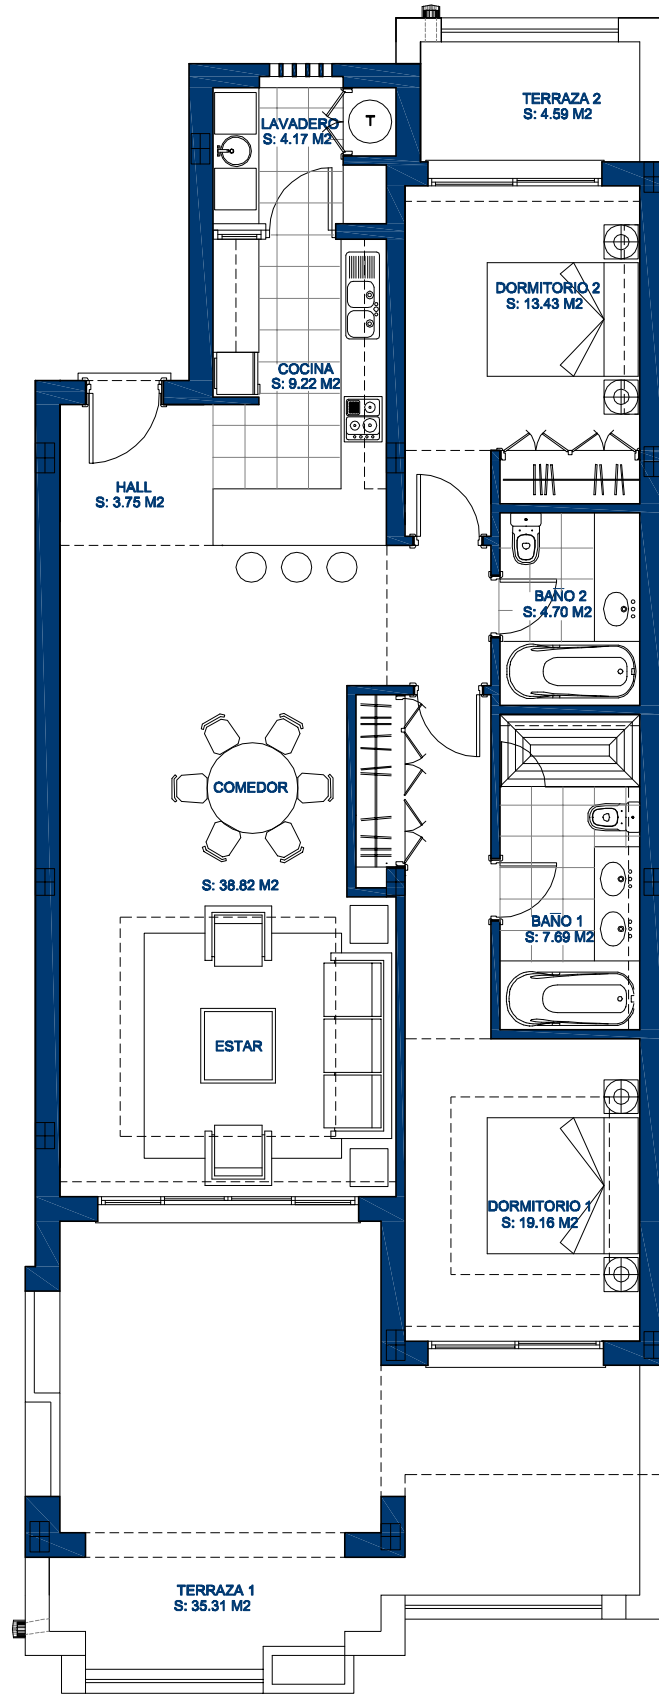 TERRAZA 2
S: 4.59 M2
LAVADERO
S: 4.17 M2
T
DORMITORIO 2
S: 13.43 M2
COCINA
S: 9.22 M2
HALL
S: 3.75 M2
BAÑO 2
S: 4.70 M2
COMEDOR
S: 38.82 M2
BAÑO 1
S: 7.69 M2
ESTAR
DORMITORIO 1
S: 19.16 M2
TERRAZA 1
S: 35.31 M2